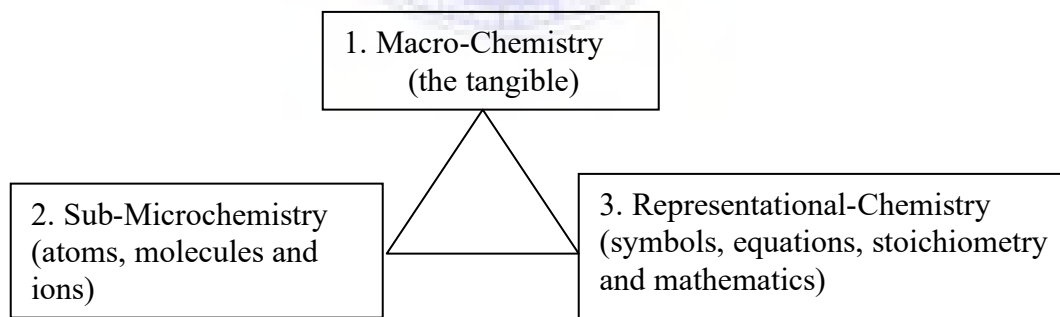 1. Macro-Chemistry
(the tangible)
2. Sub-Microchemistry
(atoms, molecules and
ions)
3. Representational-Chemistry
(symbols, equations, stoichiometry
and mathematics)